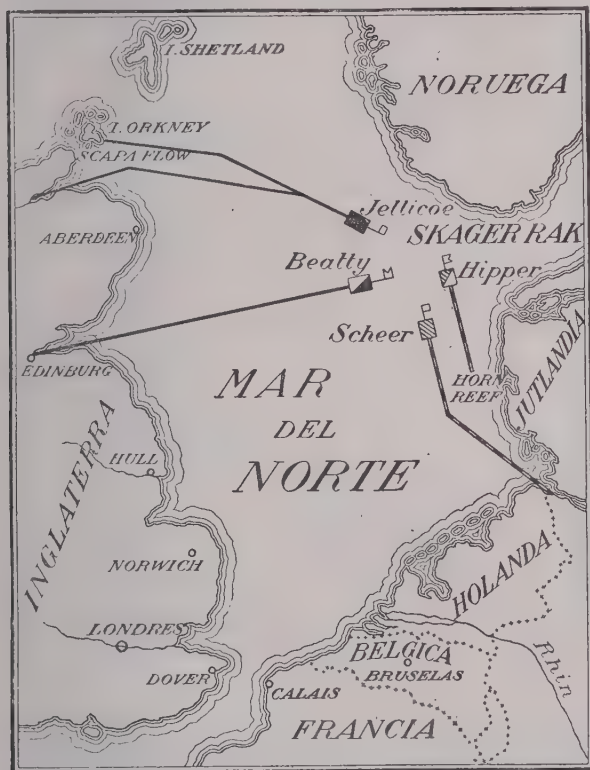 I. SHETLAND
NORUEGA
I. ORKNEY
SCAPA FLOW
Jellicoe
ABERDEEN
SKAGER RAK
Beatty
Hipper
Scheer
EDINBURG
HORN
REEF
JUTLANDIA
MAR
DEL
NORTE
INGLATERRA
HULL
NORWICH
HOLANDA
LONDRES
BELGICA
BRUSELAS
Rhin
DOVER
CALAIS
FRANCIA